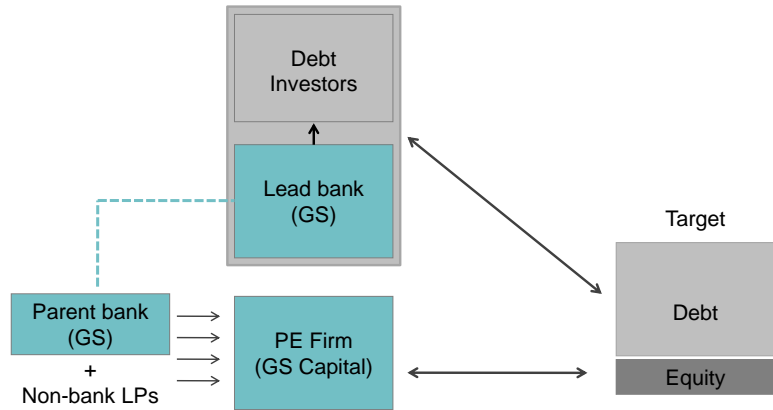 Debt
Investors
Lead bank
(GS)
Target
Parent bank
(GS)
+
Non-bank LPs
PE Firm
(GS Capital)
Debt
Equity